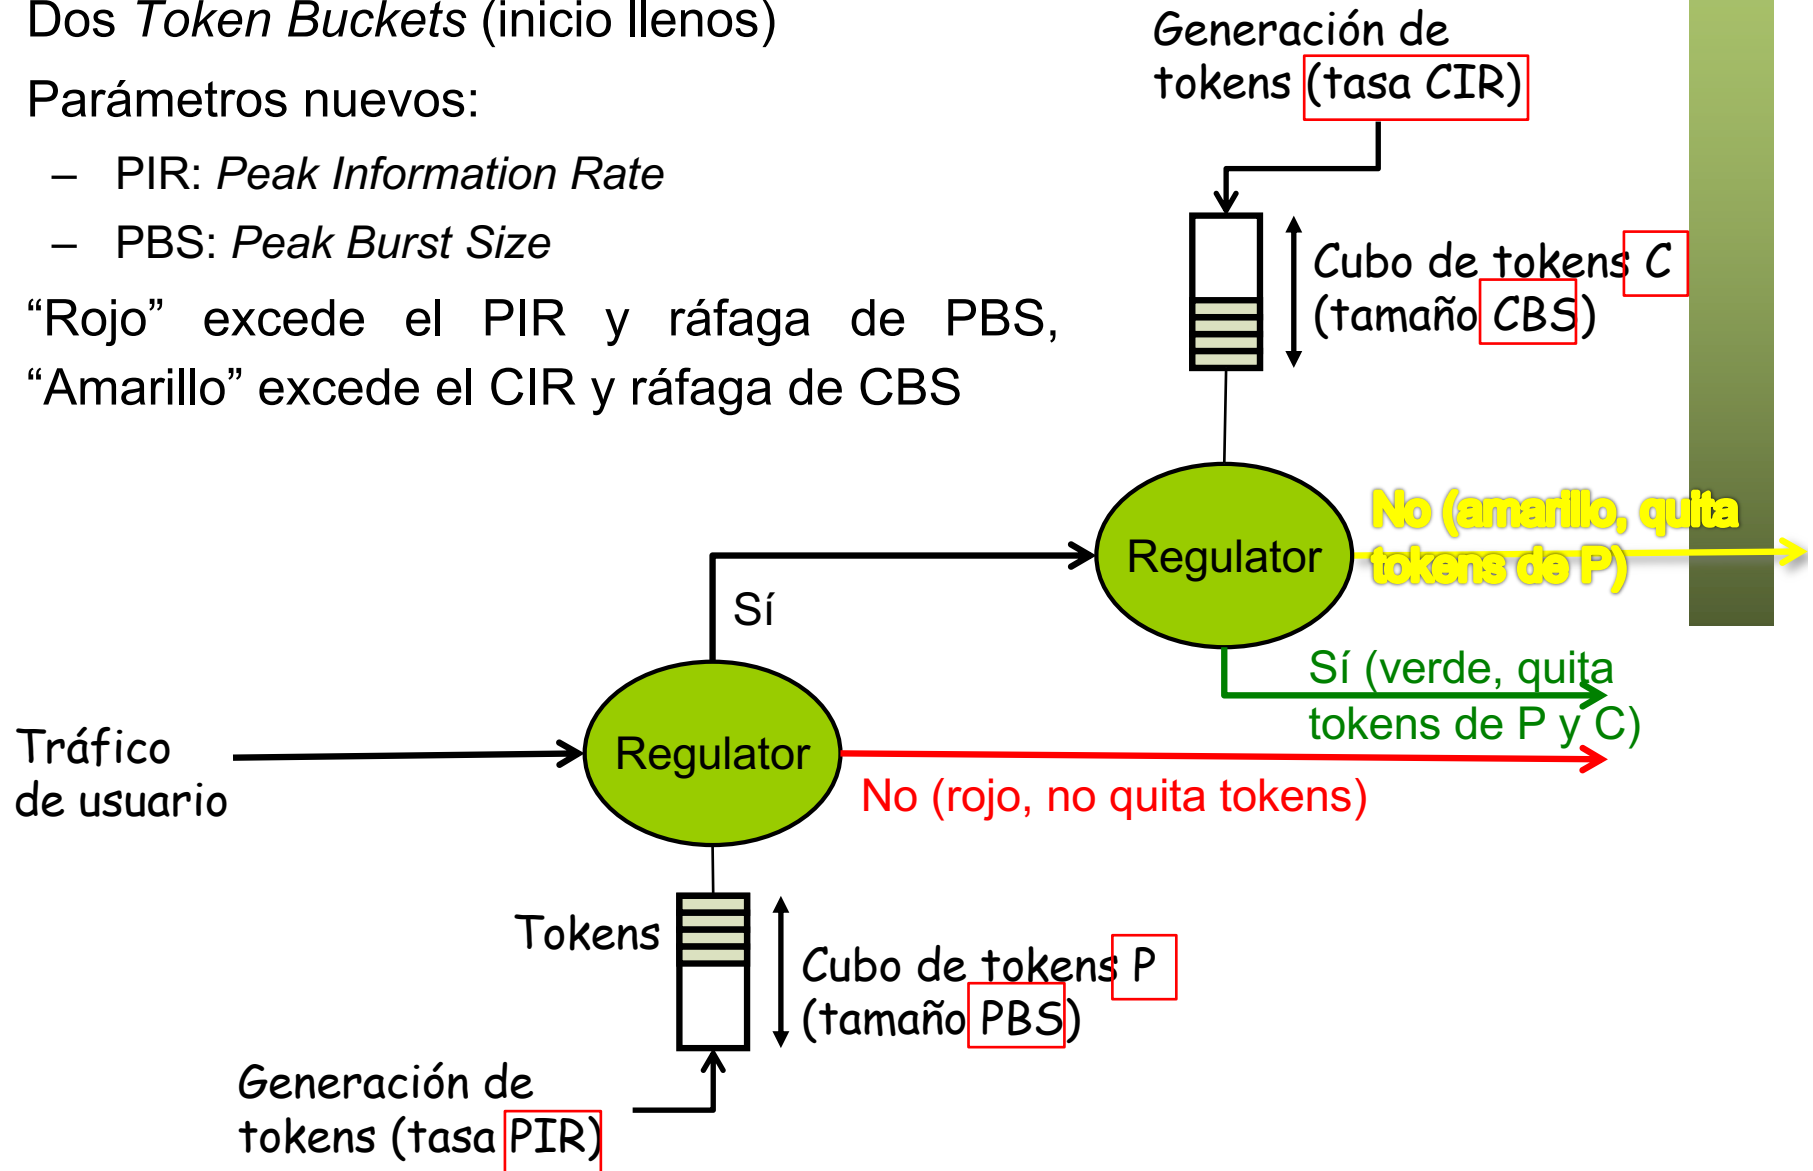 Dos Token Buckets (inicio llenos)
Parámetros nuevos:
– PIR: Peak Information Rate
– PBS: Peak Burst Size
“Rojo” excede el PIR y ráfaga de PBS,
“Amarillo” excede el CIR y ráfaga de CBS
Generación de
tokens (tasa CIR)
Cubo de tokens C
(tamaño CBS)
Regulator
No (amarillo, quita
tokens de P)
Sí
Sí (verde, quita
tokens de P y C)
Tráfico
de usuario
Regulator
No (rojo, no quita tokens)
Tokens
Cubo de tokens P
(tamaño PBS)
Generación de
tokens (tasa PIR)